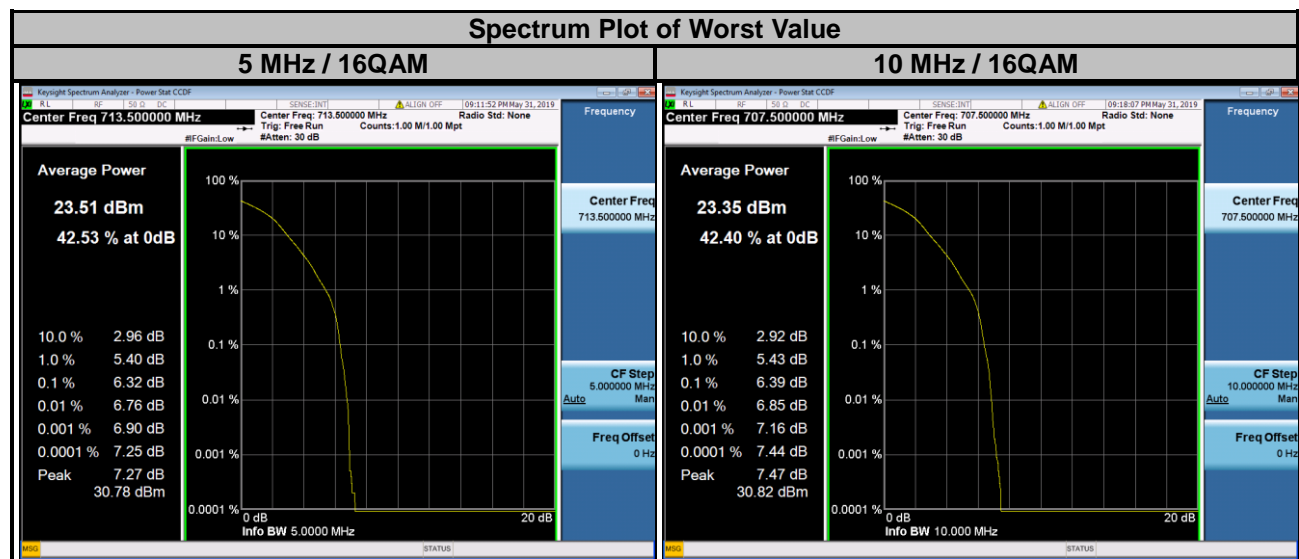 Spectrum Plot of Worst Value
5 MHz / 16QAM
10 MHz / 16QAM
Keysight Spectrum Analyzer - Power Stat CCDF
RL RF 50 Ω DC SENSE:INT ALIGN OFF 09:11:52 PM May 31, 2019
Center Freq 713.500000 MHz
Center Freq: 713.500000 MHz Radio Std: None
Trig: Free Run Counts:1.00 M/1.00 Mpt
#IFGain:Low #Atten: 30 dB
Frequency
Average Power
23.51 dBm
42.53 % at 0dB
10.0 % 2.96 dB
1.0 % 5.40 dB
0.1 % 6.32 dB
0.01 % 6.76 dB
0.001 % 6.90 dB
0.0001 % 7.25 dB
Peak 7.27 dB
30.78 dBm
100 %
10 %
1 %
0.1 %
0.01 %
0.001 %
0.0001 %
0 dB 20 dB
Info BW 5.0000 MHz
Center Freq
713.500000 MHz
CF Step
5.000000 MHz
Auto Man
Freq Offset
0 Hz
MSG STATUS
Keysight Spectrum Analyzer - Power Stat CCDF
RL RF 50 Ω DC SENSE:INT ALIGN OFF 09:18:07 PM May 31, 2019
Center Freq 707.500000 MHz
Center Freq: 707.500000 MHz Radio Std: None
Trig: Free Run Counts:1.00 M/1.00 Mpt
#IFGain:Low #Atten: 30 dB
Frequency
Average Power
23.35 dBm
42.40 % at 0dB
10.0 % 2.92 dB
1.0 % 5.43 dB
0.1 % 6.39 dB
0.01 % 6.85 dB
0.001 % 7.16 dB
0.0001 % 7.44 dB
Peak 7.47 dB
30.82 dBm
100 %
10 %
1 %
0.1 %
0.01 %
0.001 %
0.0001 %
0 dB 20 dB
Info BW 10.000 MHz
Center Freq
707.500000 MHz
CF Step
10.000000 MHz
Auto Man
Freq Offset
0 Hz
MSG STATUS